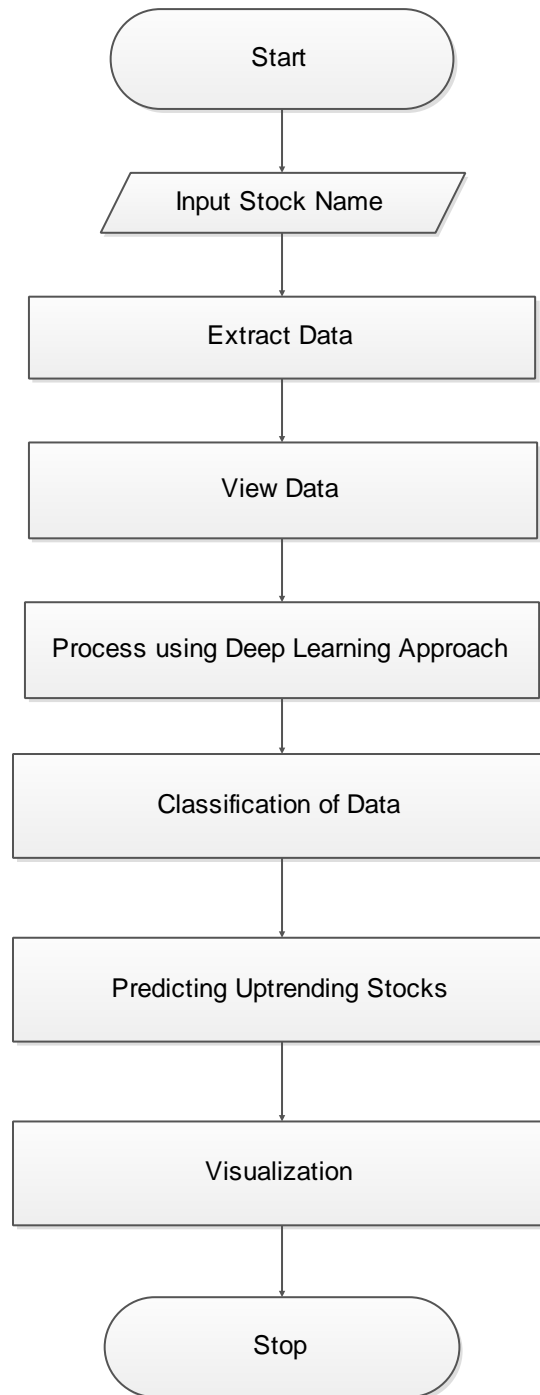 Start
Input Stock Name
Extract Data
View Data
Process using Deep Learning Approach
Classification of Data
Predicting Uptrending Stocks
Visualization
Stop